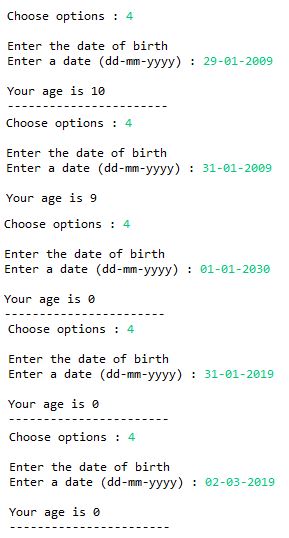 Choose options : 4
Enter the date of birth
Enter a date (dd-mm-yyyy) : 29-01-2009
Your age is 10
-----------------------
Choose options : 4
Enter the date of birth
Enter a date (dd-mm-yyyy) : 31-01-2009
Your age is 9
Choose options : 4
Enter the date of birth
Enter a date (dd-mm-yyyy) : 01-01-2030
Your age is 0
-----------------------
Choose options : 4
Enter the date of birth
Enter a date (dd-mm-yyyy) : 31-01-2019
Your age is 0
-----------------------
Choose options : 4
Enter the date of birth
Enter a date (dd-mm-yyyy) : 02-03-2019
Your age is 0
-----------------------